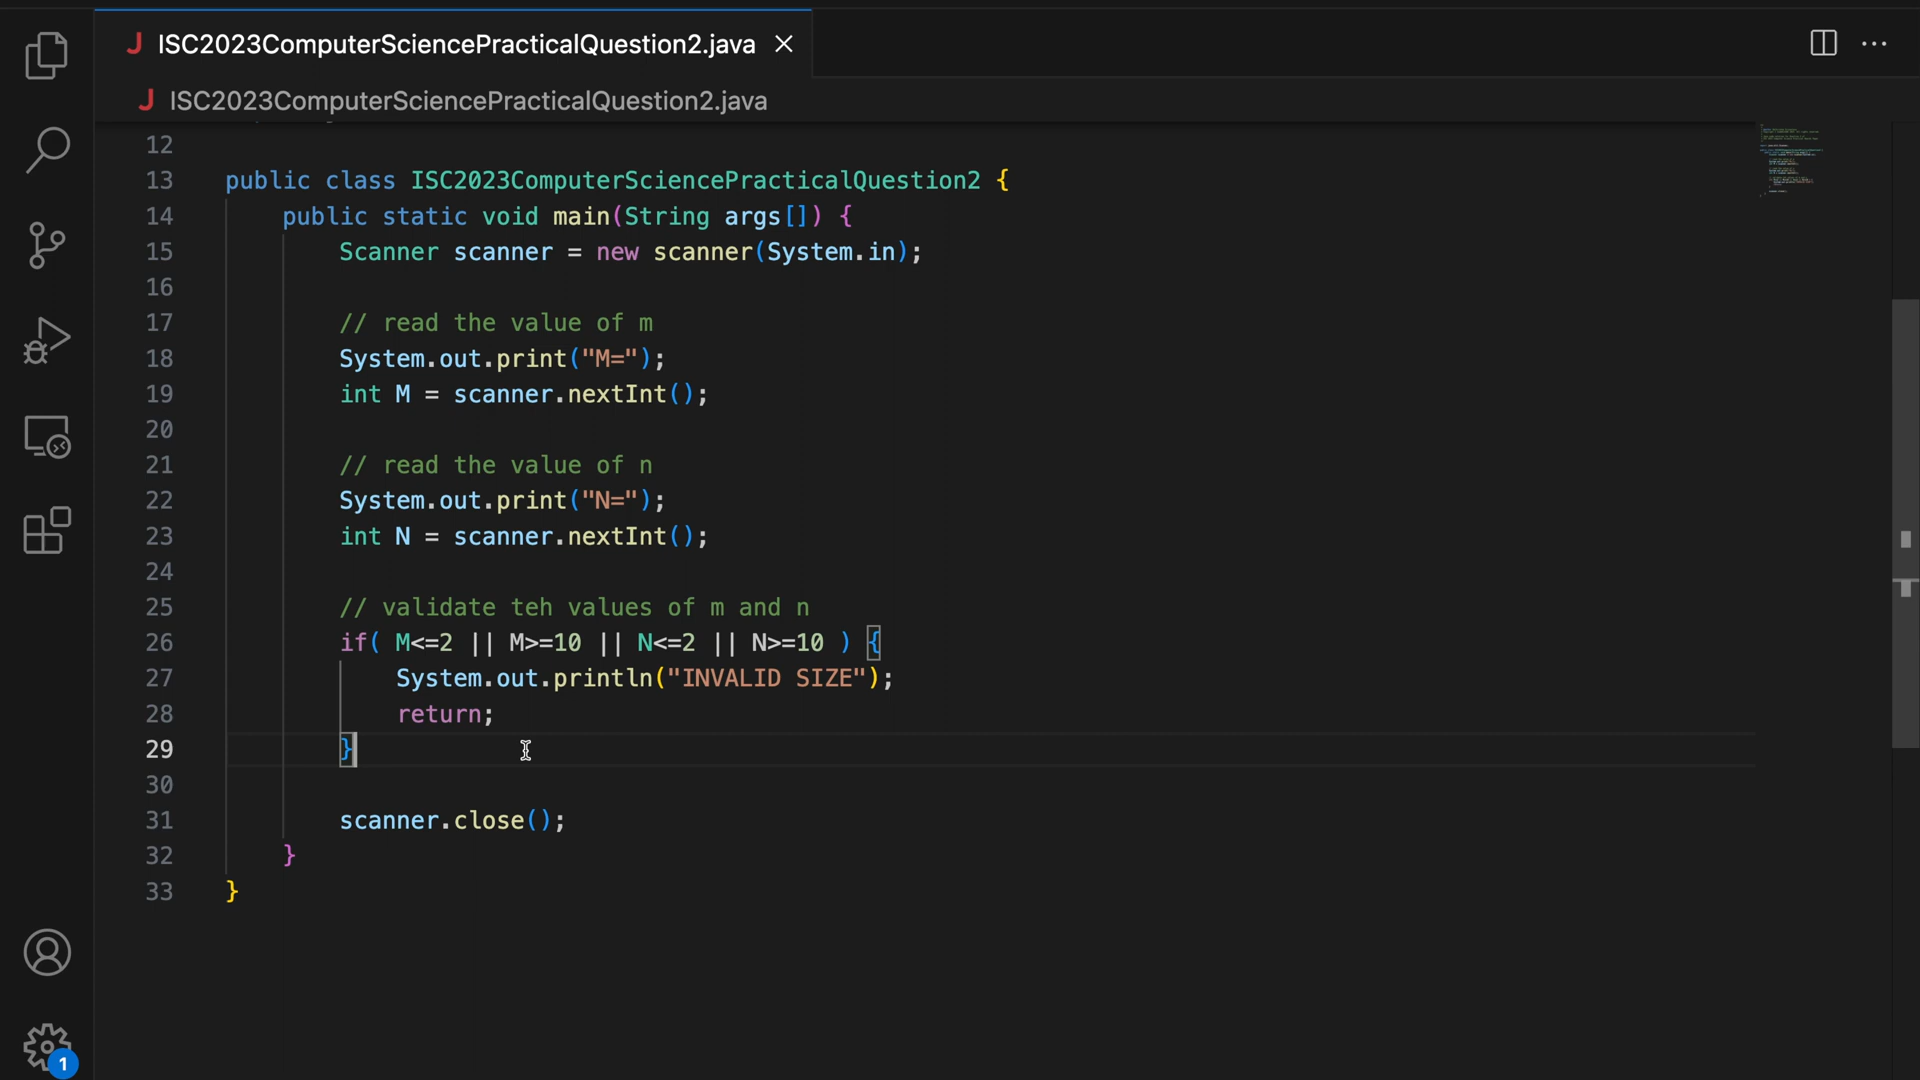 J ISC2023ComputerSciencePracticalQuestion2.java
J ISC2023ComputerSciencePracticalQuestion2.java
12
13 public class ISC2023ComputerSciencePracticalQuestion2 {
14 public static void main(String args[]) {
15 Scanner scanner = new scanner(System.in);
16
17 // read the value of m
18 System.out.print("M=");
19 int M = scanner.nextInt();
20
21 // read the value of n
22 System.out.print("N=");
23 int N = scanner.nextInt();
24
25 // validate teh values of m and n
26 if( M<=2 || M>=10 || N<=2 || N>=10 ) {
27 System.out.println("INVALID SIZE");
28 return;
29 }
30
31 scanner.close();
32 }
33 }
1